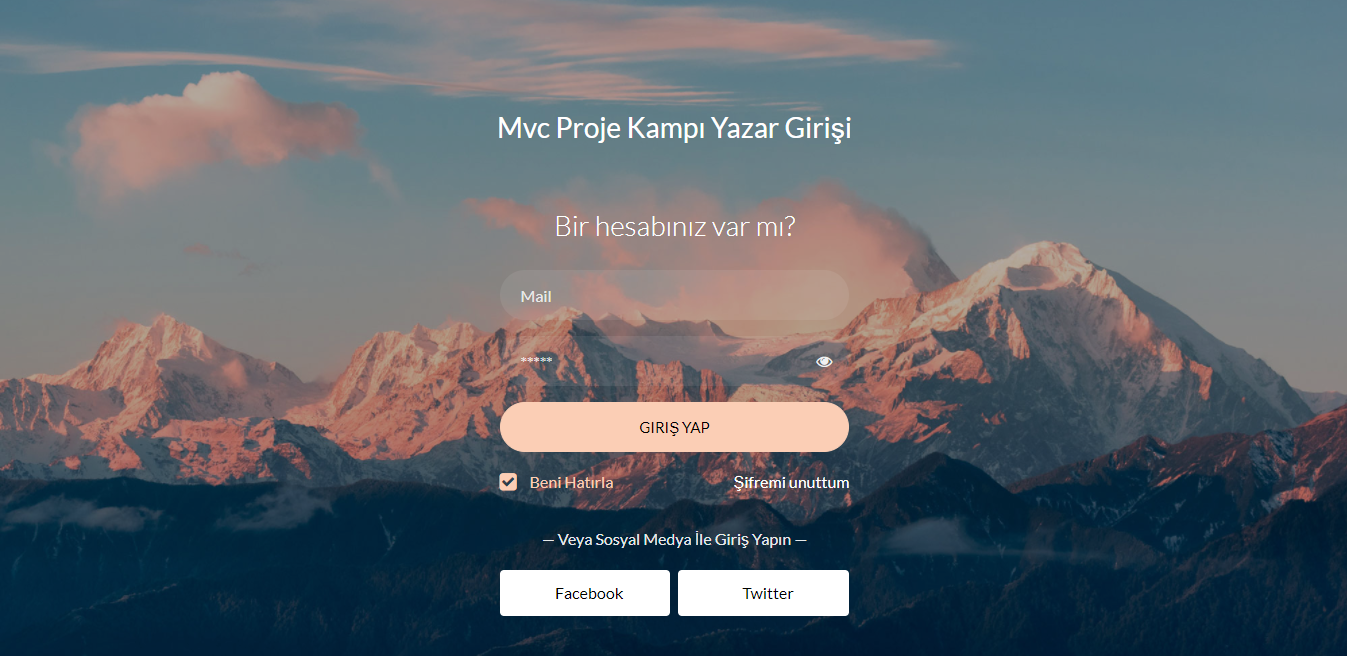 Mvc Proje Kampı Yazar Girişi
Bir hesabınız var mı?
Mail
*****
GIRIŞ YAP
Beni Hatırla Şifremi unuttum
— Veya Sosyal Medya İle Giriş Yapın —
Facebook Twitter